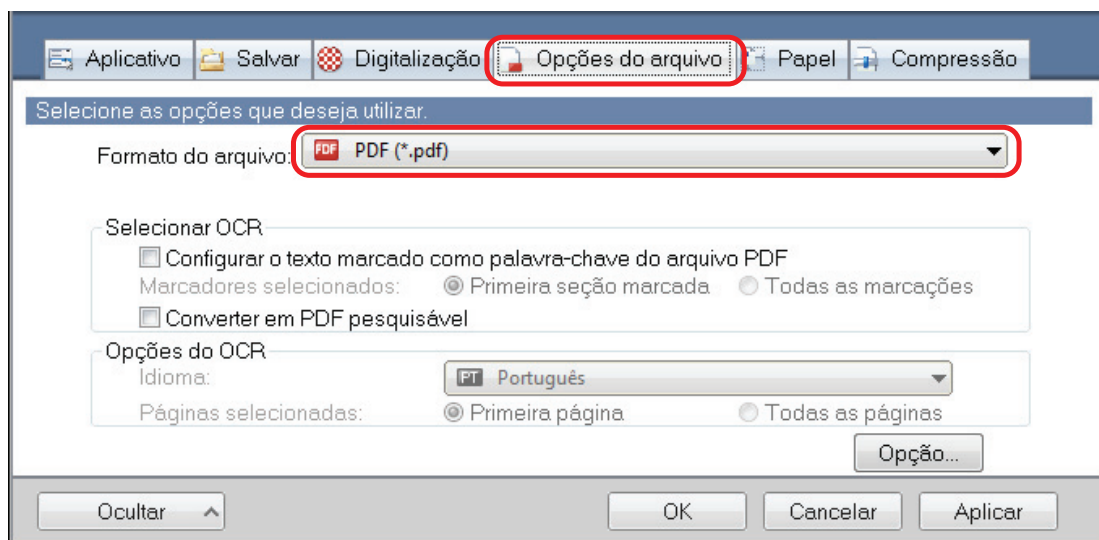 Aplicativo Salvar Digitalização Opções do arquivo Papel Compressão
Selecione as opções que deseja utilizar.
Formato do arquivo: PDF PDF (*.pdf)
Selecionar OCR
Configurar o texto marcado como palavra-chave do arquivo PDF
Marcadores selecionados: Primeira seção marcada Todas as marcações
Converter em PDF pesquisável
Opções do OCR
Idioma: PT Português
Páginas selecionadas: Primeira página Todas as páginas
Opção...
Ocultar OK Cancelar Aplicar